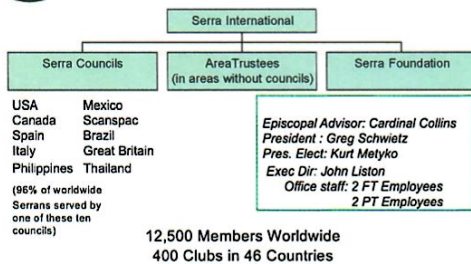 Serra International
Serra Councils
AreaTrustees
(in areas without councils)
Serra Foundation
USA Mexico
Canada Scanspac
Spain Brazil
Italy Great Britain
Philippines Thailand
(96% of worldwide
Serrans served by
one of these ten
councils)
Episcopal Advisor: Cardinal Collins
President : Greg Schwietz
Pres. Elect: Kurt Metyko
Exec Dir: John Liston
Office staff: 2 FT Employees
2 PT Employees
12,500 Members Worldwide
400 Clubs in 46 Countries